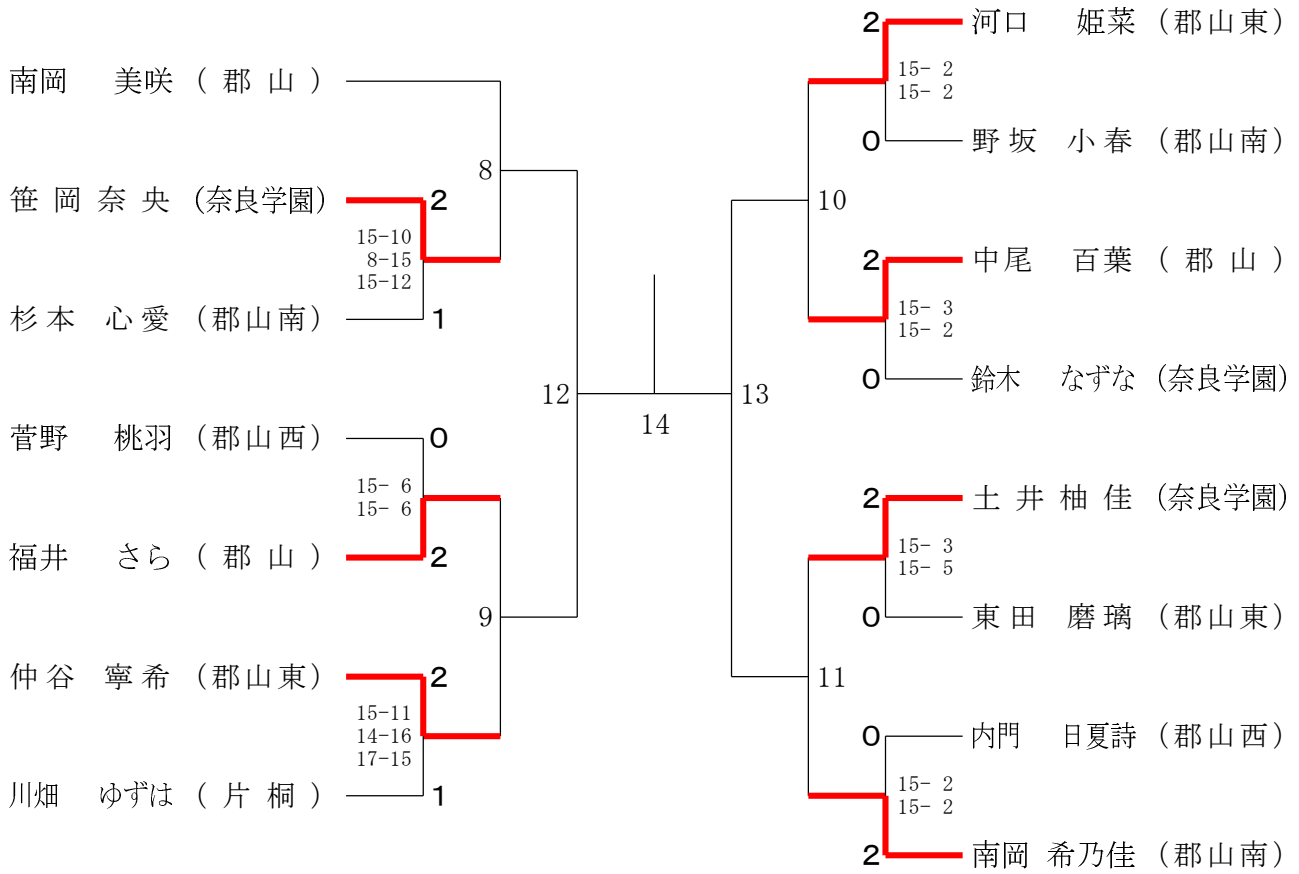 南岡 美咲 (郡山)
8
笹岡奈央 (奈良学園) 2
15-10
8-15
15-12
杉本 心愛 (郡山南) 1
12
菅野 桃羽 (郡山西) 0
15- 6
15- 6
福井 さら (郡山) 2
9
仲谷 寧希 (郡山東) 2
15-11
14-16
17-15
川畑 ゆずは (片桐) 1
14
2 河口 姫菜 (郡山東)
15- 2
15- 2
0 野坂 小春 (郡山南)
10
2 中尾 百葉 (郡山)
15- 3
15- 2
0 鈴木 なずな (奈良学園)
13
2 土井柚佳 (奈良学園)
15- 3
15- 5
0 東田 磨璃 (郡山東)
11
0 内門 日夏詩 (郡山西)
15- 2
15- 2
2 南岡 希乃佳 (郡山南)